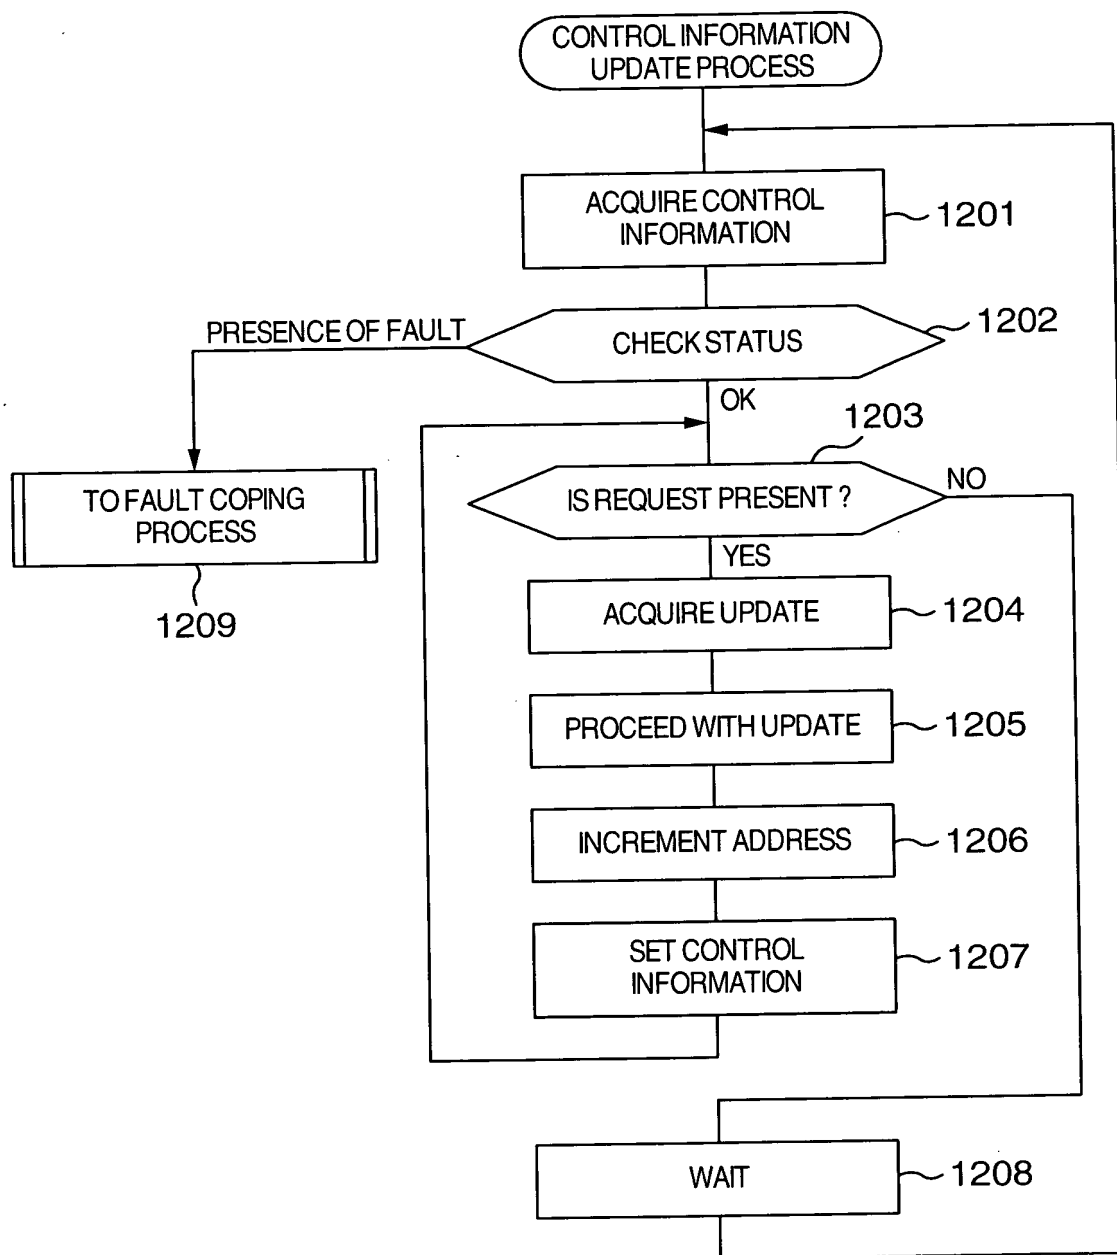 CONTROL INFORMATION
UPDATE PROCESS
ACQUIRE CONTROL
INFORMATION
1201
PRESENCE OF FAULT
CHECK STATUS
1202
OK
1203
TO FAULT COPING
PROCESS
1209
IS REQUEST PRESENT ?
NO
YES
ACQUIRE UPDATE
1204
PROCEED WITH UPDATE
1205
INCREMENT ADDRESS
1206
SET CONTROL
INFORMATION
1207
WAIT
1208